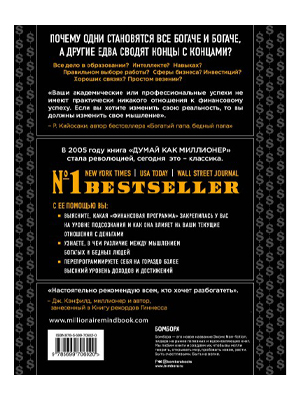 ПОЧЕМУ ОДНИ СТАНОВЯТСЯ ВСЕ БОГАЧЕ И БОГАЧЕ,
А ДРУГИЕ ЕДВА СВОДЯТ КОНЦЫ С КОНЦАМИ?
Все дело в образовании? Интеллекте? Навыках?
Правильном выборе работы? Сферы бизнеса? Инвестиций?
Хороших связях? Простом везении?
«Ваши академические или профессиональные успехи не
имеют практически никакого отношения к финансовому
успеху. Если вы хотите изменить свою реальность, то вы
должны изменить свое мышление».
Р. Кийосаки, автор бестселлера «Богатый папа, бедный папа»
В 2005 году книга «ДУМАЙ КАК МИЛЛИОНЕР»
стала революцией, сегодня это – классика.
№1 NEW YORK TIMES | USA TODAY | WALL STREET JOURNAL
BESTSELLER
С ЕЕ ПОМОЩЬЮ ВЫ:
ВЫЯСНИТЕ, КАКАЯ «ФИНАНСОВАЯ ПРОГРАММА» ЗАКРЕПИЛАСЬ У ВАС
НА УРОВНЕ ПОДСОЗНАНИЯ И КАК ОНА ВЛИЯЕТ НА ВАШИ ТЕКУЩИЕ
ОТНОШЕНИЯ С ДЕНЬГАМИ
УЗНАЕТЕ, В ЧЕМ РАЗЛИЧИЕ МЕЖДУ МЫШЛЕНИЕМ
БОГАТЫХ И БЕДНЫХ ЛЮДЕЙ
ПЕРЕПРОГРАММИРУЕТЕ СЕБЯ НА ГОРАЗДО БОЛЕЕ
ВЫСОКИЙ УРОВЕНЬ ДОХОДОВ И ДОСТИЖЕНИЙ
«Настоятельно рекомендую всем, кто хочет разбогатеть».
– Дж. Кэнфилд, миллионер и автор,
занесенный в Книгу рекордов Гиннесса
www.millionairemindbook.com
БОМБОРА